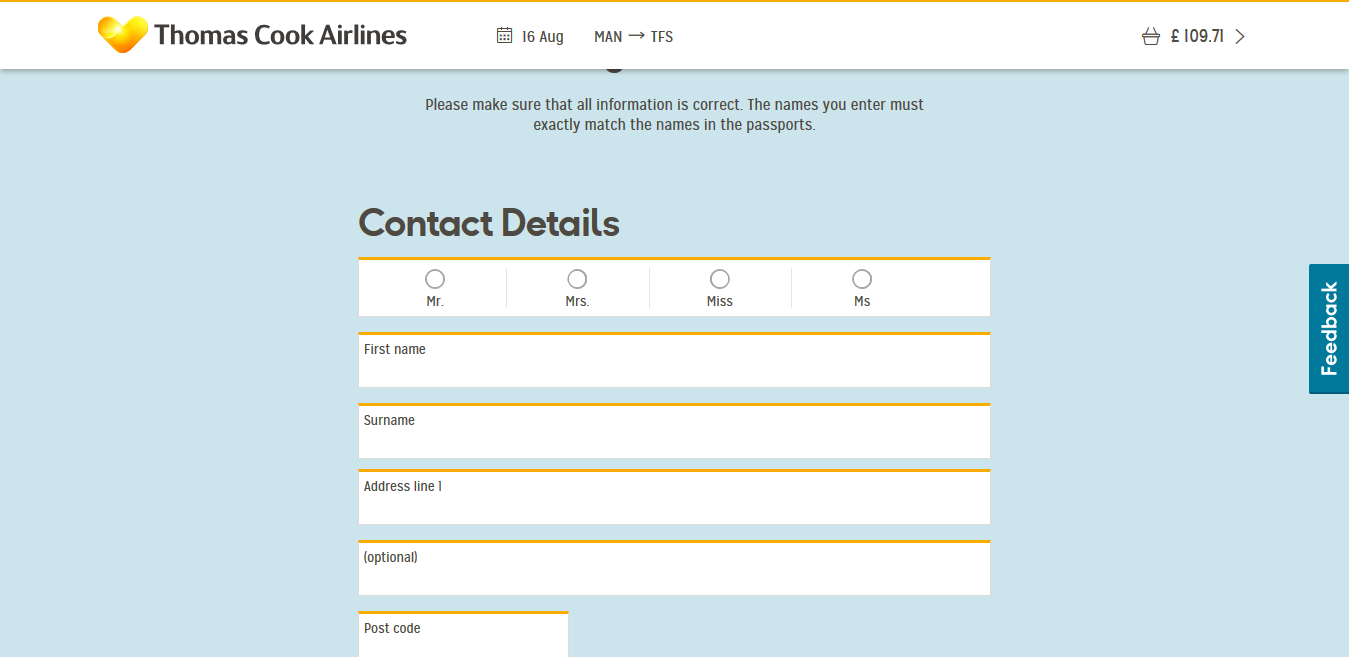 Thomas Cook Airlines
16 Aug
MAN → TFS
£ 109.71
Please make sure that all information is correct. The names you enter must
exactly match the names in the passports.
Contact Details
Mr.
Mrs.
Miss
Ms
Feedback
First name
Surname
Address line 1
(optional)
Post code